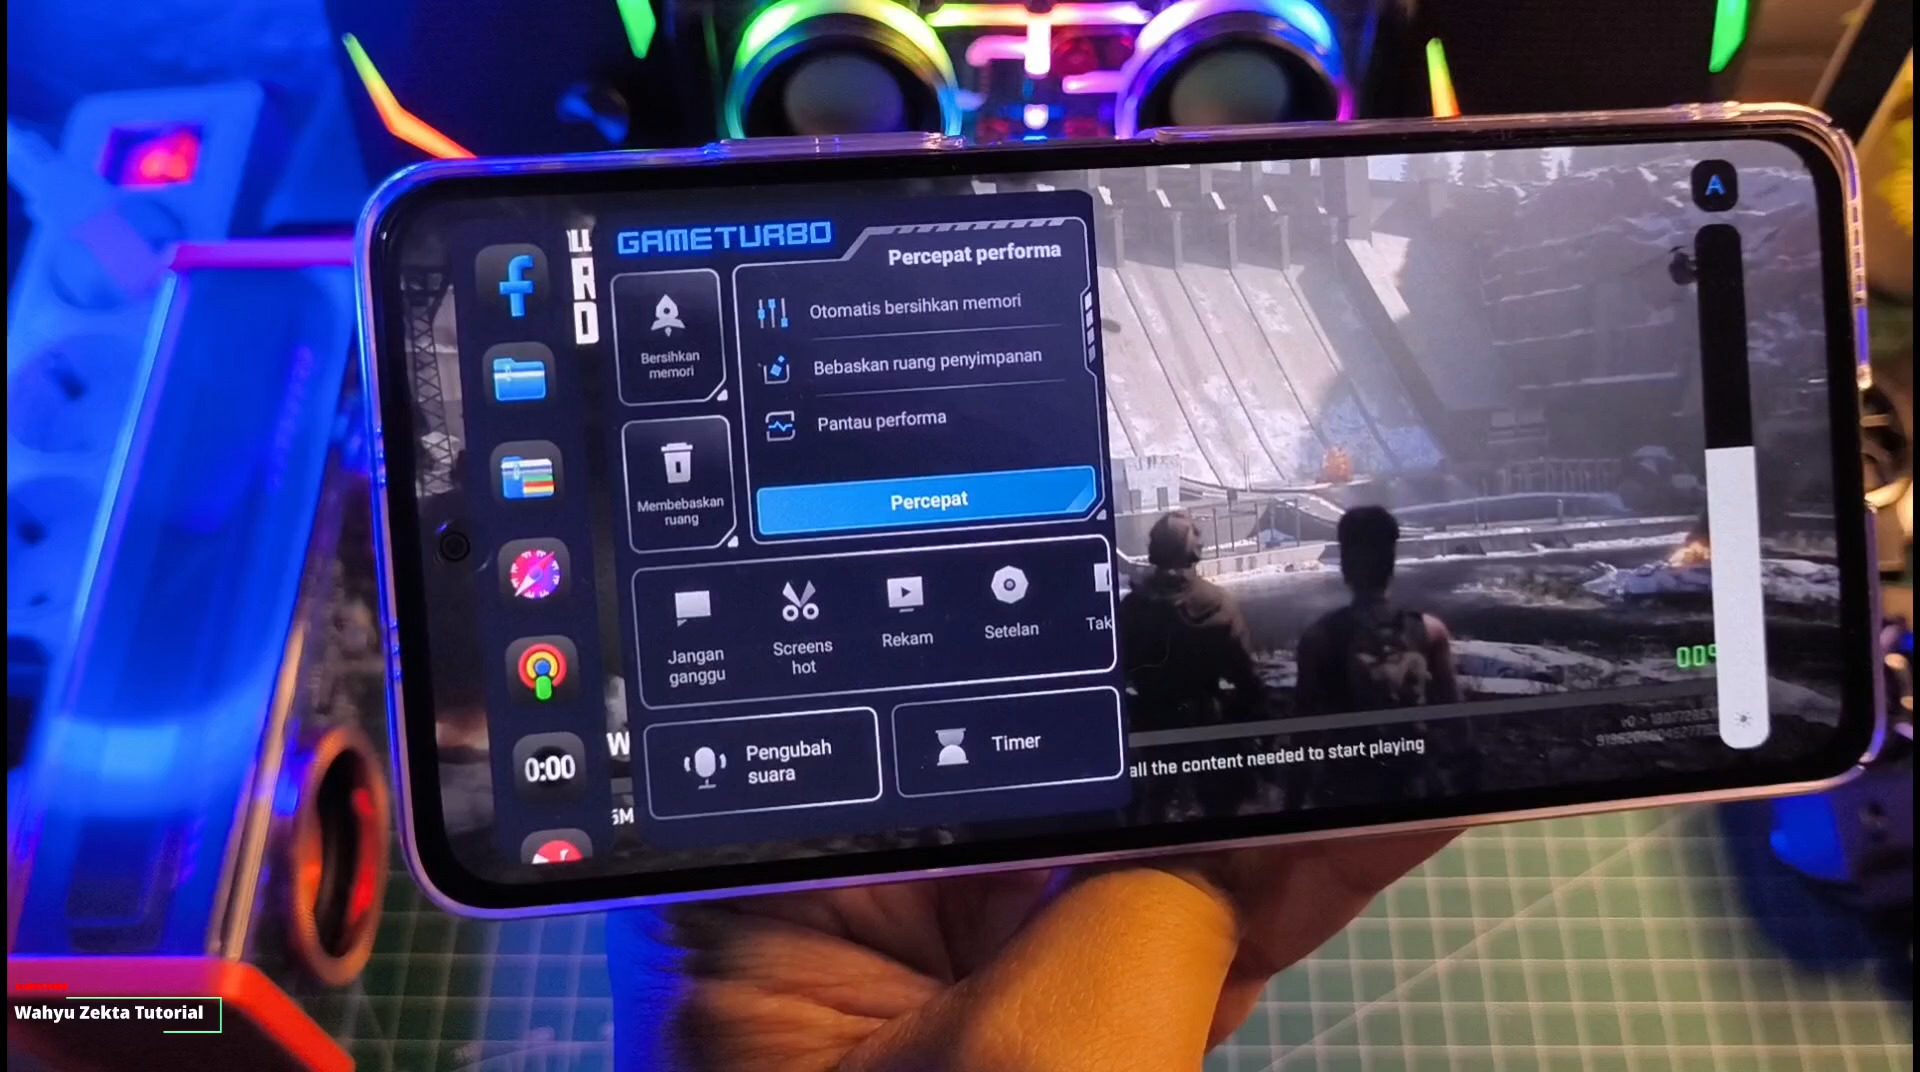 GAMETURBO
Percepat performa
Bersihkan
memori
Otomatis bersihkan memori
Bebaskan ruang penyimpanan
Pantau performa
Membebaskan
ruang
Percepat
Jangan
ganggu
Screens
hot
Rekam
Setelan
Tak
Pengubah
suara
Timer
0:00
W
all the content needed to start playing
A
Wahyu Zekta Tutorial